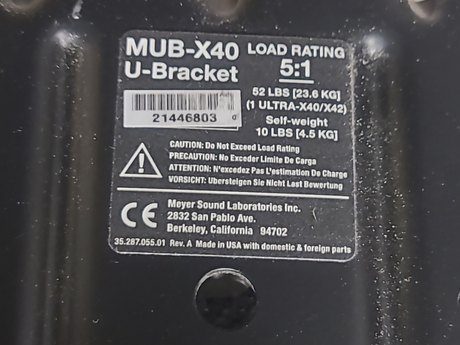 MUB-X40 LOAD RATING
U-Bracket 5:1
52 LBS [23.6 KG]
(1 ULTRA-X40/X42)
21446803
Self-weight
10 LBS [4.5 KG]
CAUTION: Do Not Exceed Load Rating
PRECAUCION: No Exceder Limite De Carga
ATTENTION: N'excedez Pas L'estimation De Charge
VORSICHT: Ubersteigen Sie Nicht Last Bewertung
CE Meyer Sound Laboratories Inc.
2832 San Pablo Ave.
Berkeley, California 94702
35.287.055.01 Rev. A Made in USA with domestic & foreign parts